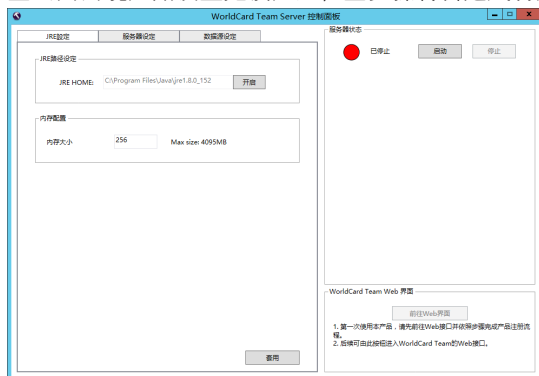 WorldCard Team Server 控制面板
JRE設定
服务器设定
数据源设定
JRE路径设定
JRE HOME:
C:\Program Files\Java\jre1.8.0_152
开启
内存配置
内存大小
256
Max size: 4095MB
套用
服务器状态
已停止
启动
停止
WorldCard Team Web 界面
前往Web界面
1. 第一次使用本产品，请先前往Web接口并依照步骤完成产品注册流
程。
2. 后续可由此按钮进入WorldCard Team的Web接口。